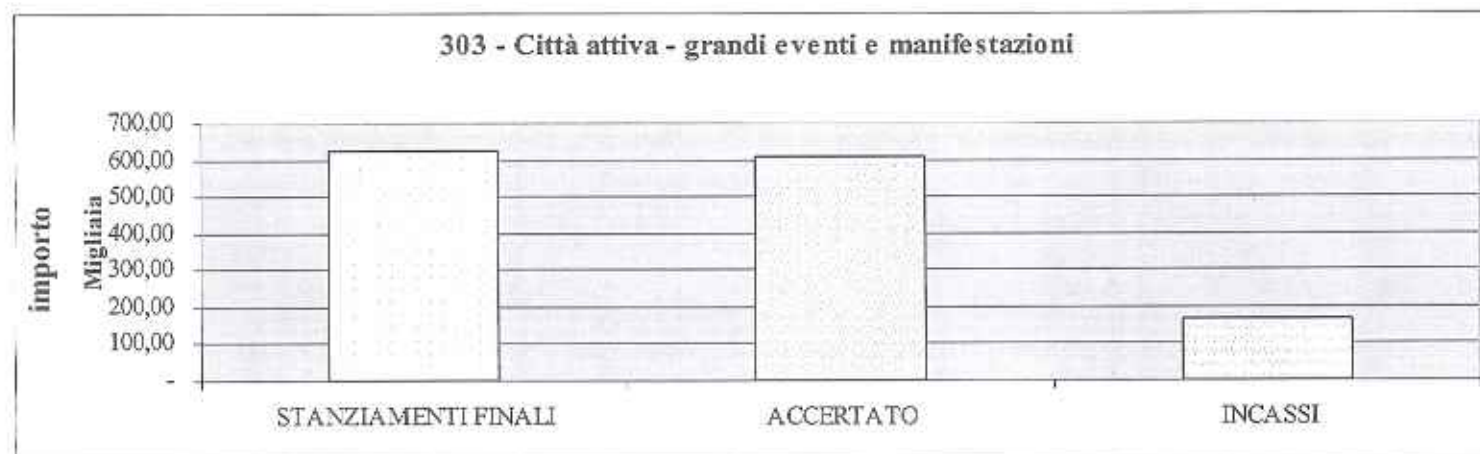 303 - Città attiva - grandi eventi e manifestazioni
importo
Migliaia
700,00
600,00
500,00
400,00
300,00
200,00
100,00
-
STANZIAMENTI FINALI
ACCERTATO
INCASSI